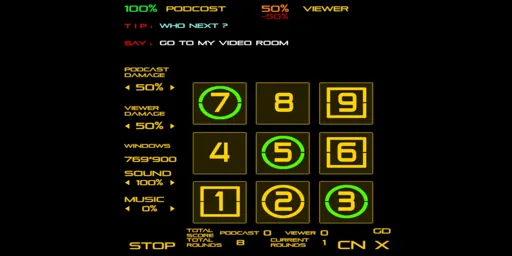 100% PODCOST 50% VIEWER
-50%
TIP: WHO NEXT ?
SAY: GO TO MY VIDEO ROOM
PODCAST DAMAGE
◄ 50% ►
VIEWER DAMAGE
◄ 50% ►
WINDOWS
769*900
SOUND
◄ 100% ►
MUSIC
◄ 0% ►
7 8 9
4 5 6
1 2 3
STOP
TOTAL SCORE PODCAST 0 VIEWER 0
TOTAL ROUNDS 8 CURRENT ROUNDS 1
GD
CN X